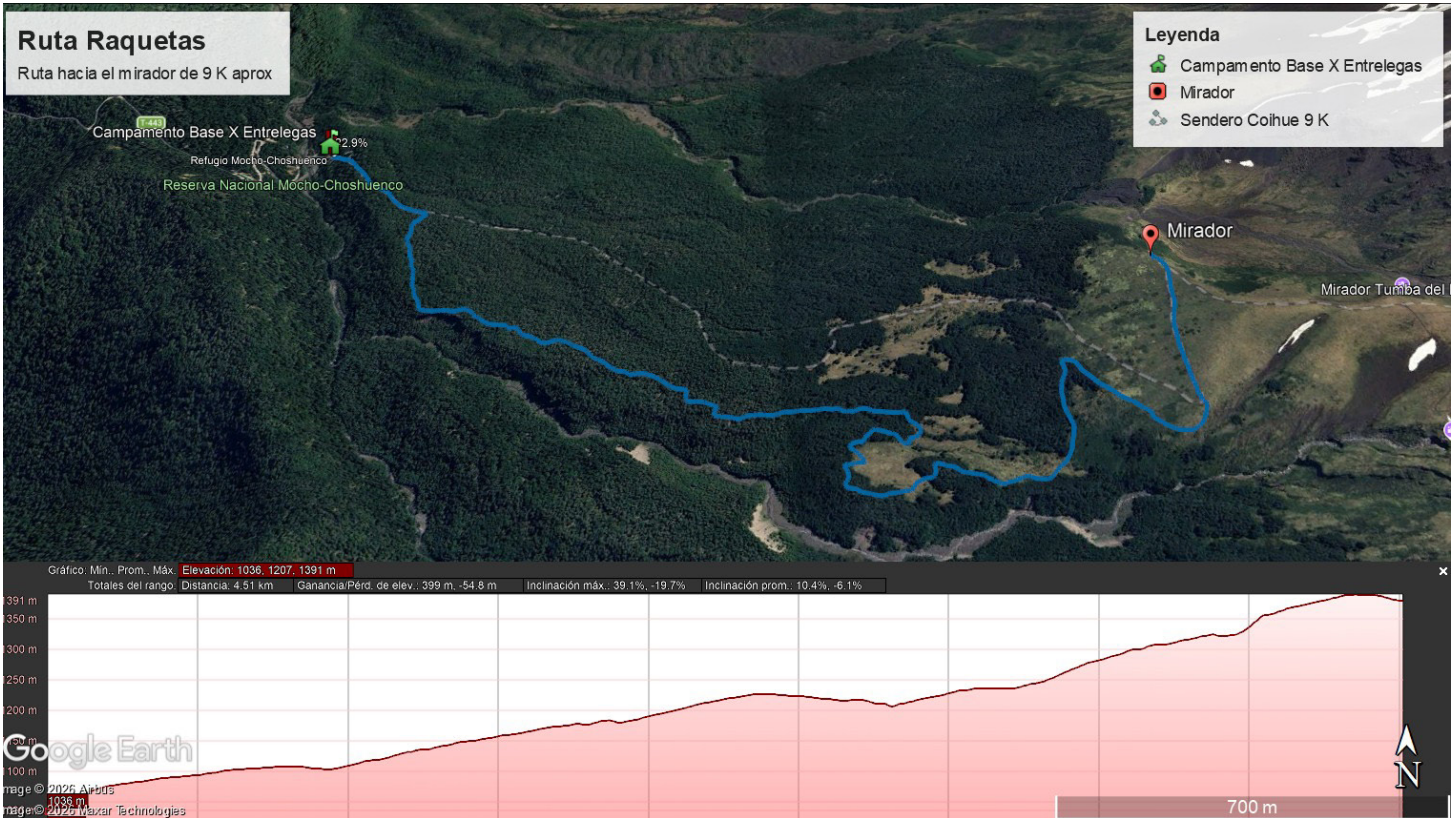 Ruta Raquetas
Ruta hacia el mirador de 9 K aprox
Leyenda
Campamento Base X Entrelegas
Mirador
Sendero Coihue 9 K
T-443
Campamento Base X Entrelegas
2.9%
Refugio Mocho-Choshuenco
Reserva Nacional Mocho-Choshuenco
Mirador
Mirador Tumba del
Gráfico: Mín., Prom., Máx. Elevación: 1036, 1207, 1391 m
Totales del rango: Distancia: 4.51 km Ganancia/Pérd. de elev.: 399 m, -54.8 m Inclinación máx.: 39.1%, -19.7% Inclinación prom.: 10.4%, -6.1%
1391 m
1350 m
1300 m
1250 m
1200 m
Google Earth
1100 m
© 2026 Airbus
1036 m
© 2026 Maxar Technologies
N
700 m